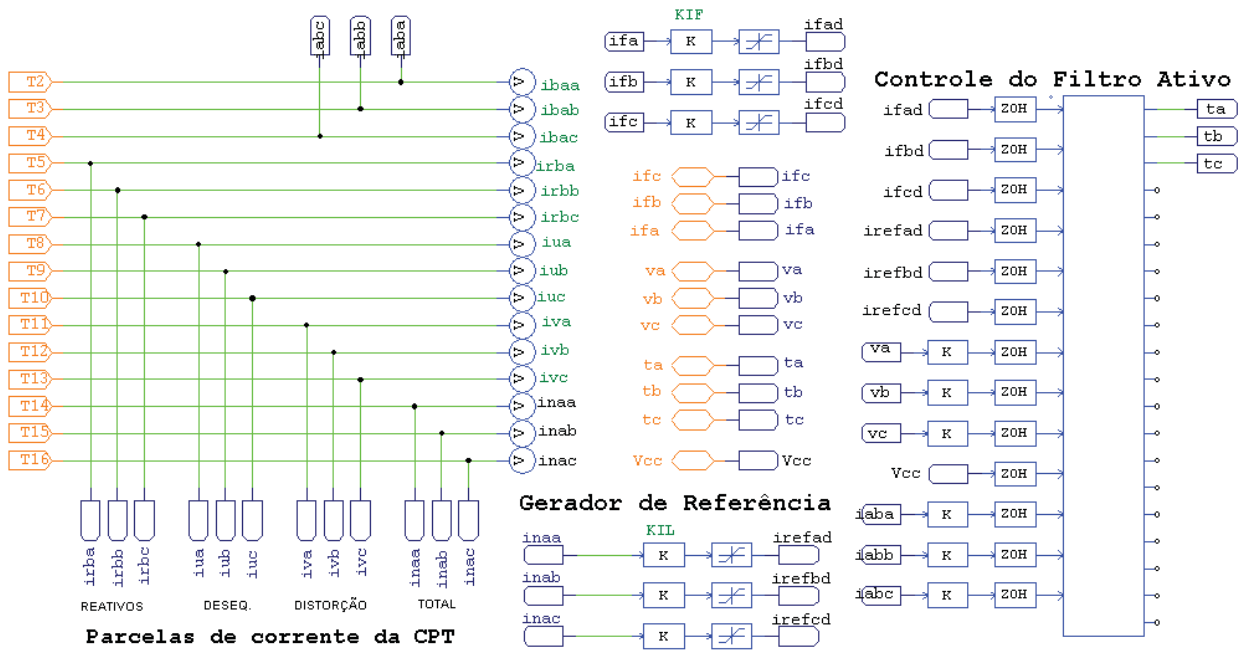 iabc
iabb
iaba
T2
ibaa
T3
ibab
T4
ibac
T5
irba
T6
irbb
T7
irbc
T8
iua
T9
iub
T10
iuc
T11
iva
T12
ivb
T13
ivc
T14
inaa
T15
inab
T16
inac
irba
irbb
irbc
iua
iub
iuc
iva
ivb
ivc
inaa
inab
inac
REATIVOS
DESEQ.
DISTORÇÃO
TOTAL
Parcelas de corrente da CPT
KIF
ifa K ifad
ifb K ifbd
ifc K ifcd
ifc ifc
ifb ifb
ifa ifa
va va
vb vb
vc vc
ta ta
tb tb
tc tc
Vcc Vcc
Gerador de Referência
KIL
inaa K irefad
inab K irefbd
inac K irefcd
Controle do Filtro Ativo
ifad ZOH ta
ifbd ZOH tb
ifcd ZOH tc
irefad ZOH
irefbd ZOH
irefcd ZOH
va K ZOH
vb K ZOH
vc K ZOH
Vcc ZOH
iaba K ZOH
iabb K ZOH
iabc K ZOH